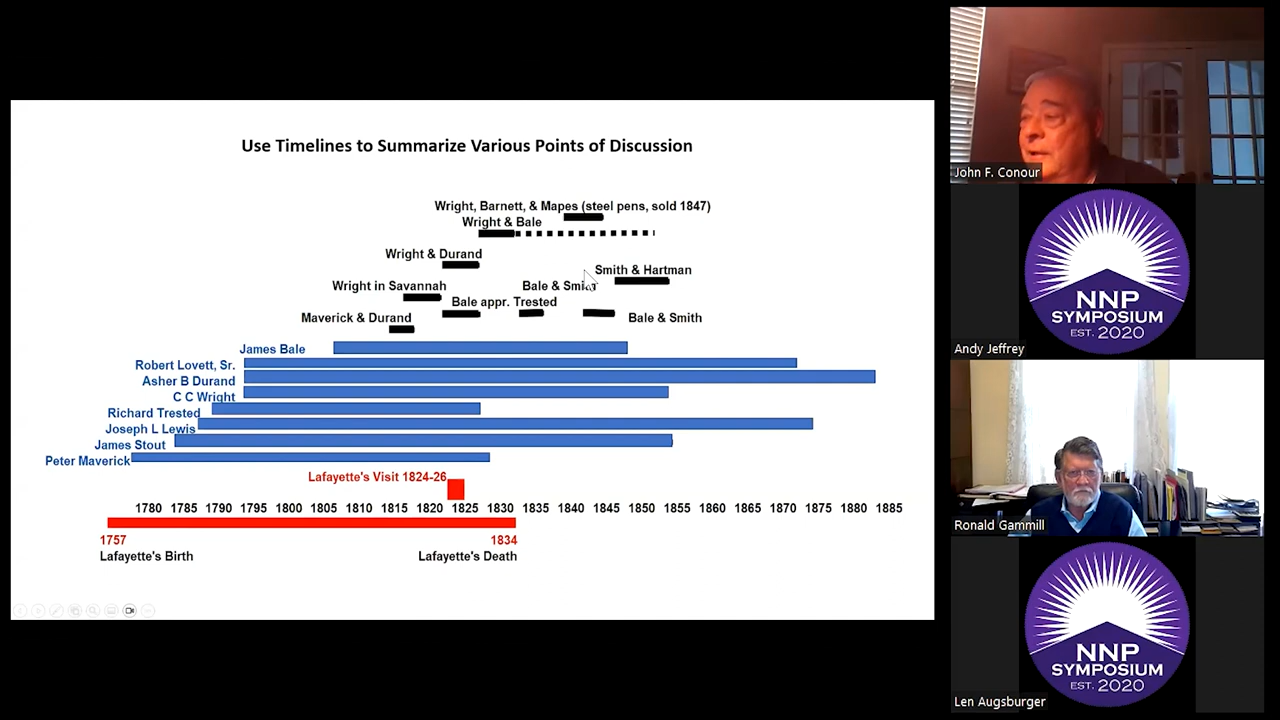 Use Timelines to Summarize Various Points of Discussion
Wright, Barnett, & Mapes (steel pens, sold 1847)
Wright & Bale
Wright & Durand
Smith & Hartman
Wright in Savannah
Bale & Smith
Bale appr. Trested
Maverick & Durand
Bale & Smith
James Bale
Robert Lovett, Sr.
Asher B Durand
C C Wright
Richard Trested
Joseph L Lewis
James Stout
Peter Maverick
Lafayette's Visit 1824-26
1780 1785 1790 1795 1800 1805 1810 1815 1820 1825 1830 1835 1840 1845 1850 1855 1860 1865 1870 1875 1880 1885
1757
1834
Lafayette's Birth
Lafayette's Death
John F. Conour
NNP
SYMPOSIUM
EST. 2020
Andy Jeffrey
Ronald Gammill
NNP
SYMPOSIUM
EST. 2020
Len Augsburger